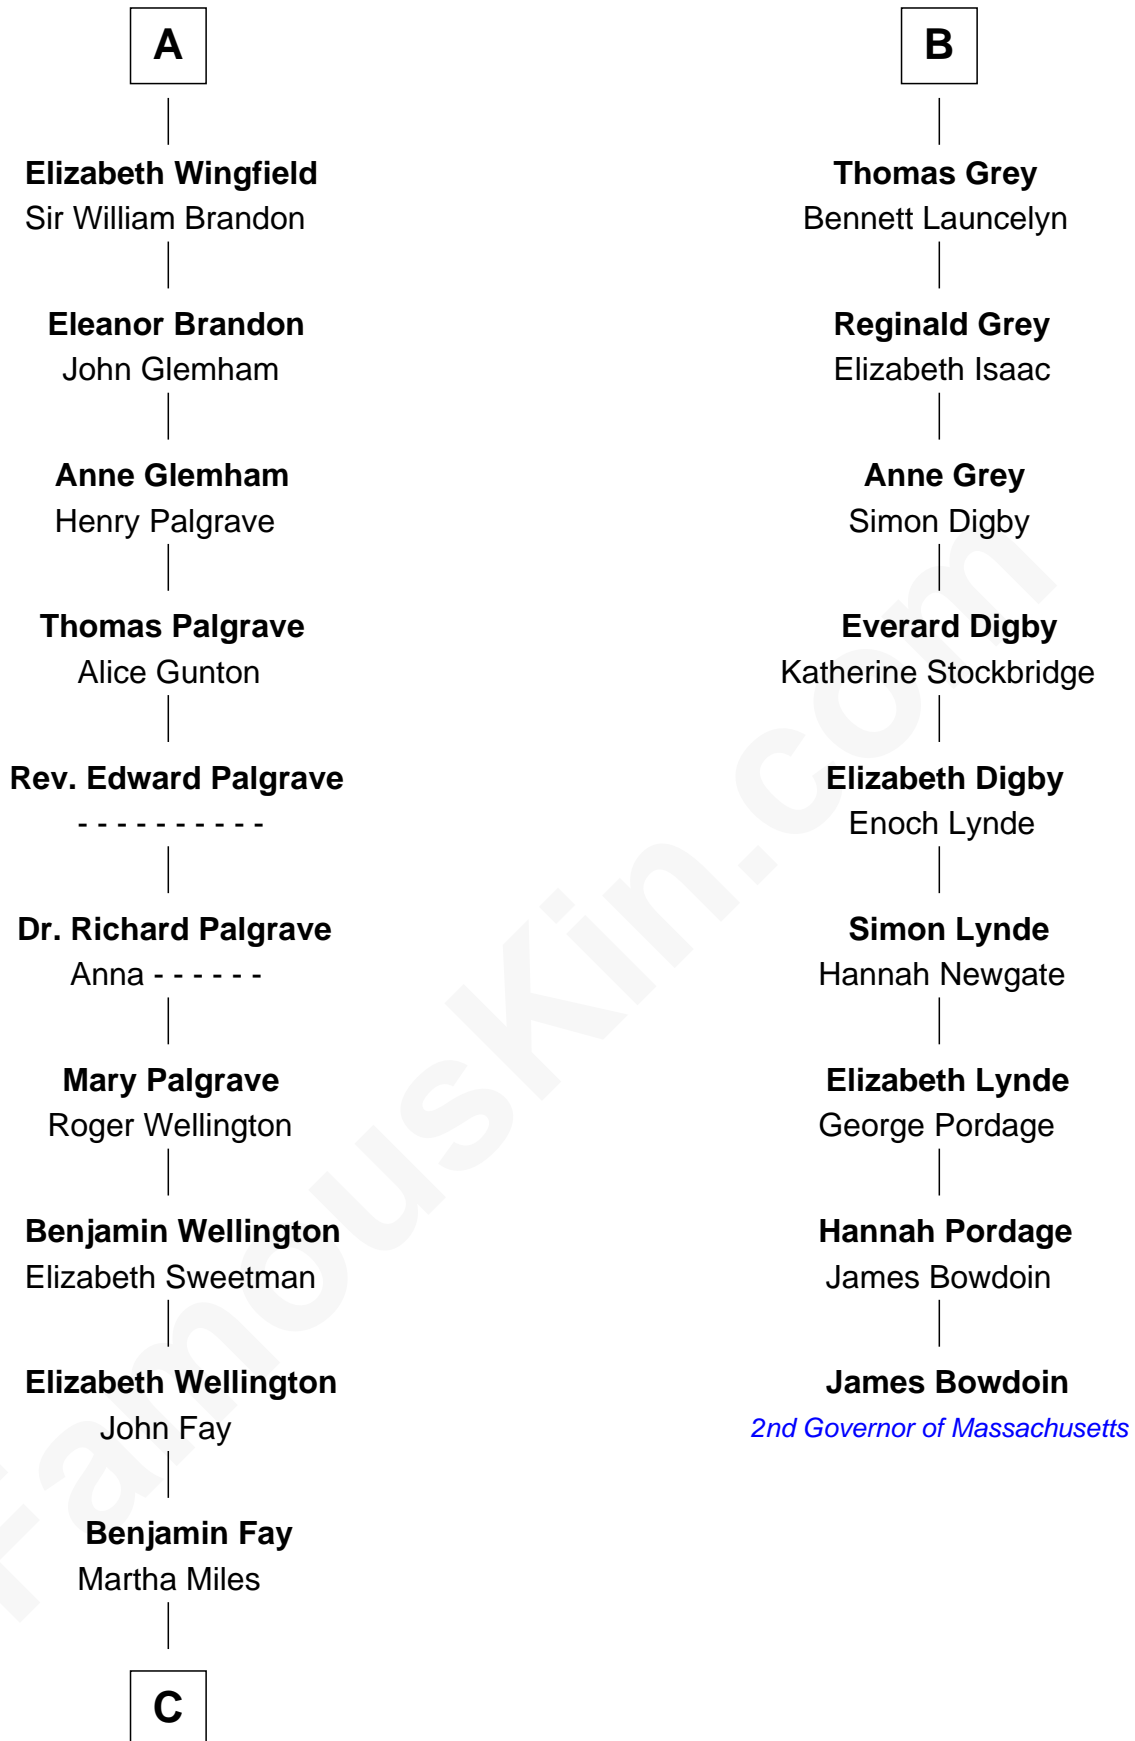 A
Elizabeth Wingfield
Sir William Brandon
Eleanor Brandon
John Glemham
Anne Glemham
Henry Palgrave
Thomas Palgrave
Alice Gunton
Rev. Edward Palgrave
- - - - - - - - - -
Dr. Richard Palgrave
Anna - - - - - -
Mary Palgrave
Roger Wellington
Benjamin Wellington
Elizabeth Sweetman
Elizabeth Wellington
John Fay
Benjamin Fay
Martha Miles
C
B
Thomas Grey
Bennett Launcelyn
Reginald Grey
Elizabeth Isaac
Anne Grey
Simon Digby
Everard Digby
Katherine Stockbridge
Elizabeth Digby
Enoch Lynde
Simon Lynde
Hannah Newgate
Elizabeth Lynde
George Pordage
Hannah Pordage
James Bowdoin
James Bowdoin
2nd Governor of Massachusetts
FamousKin.com